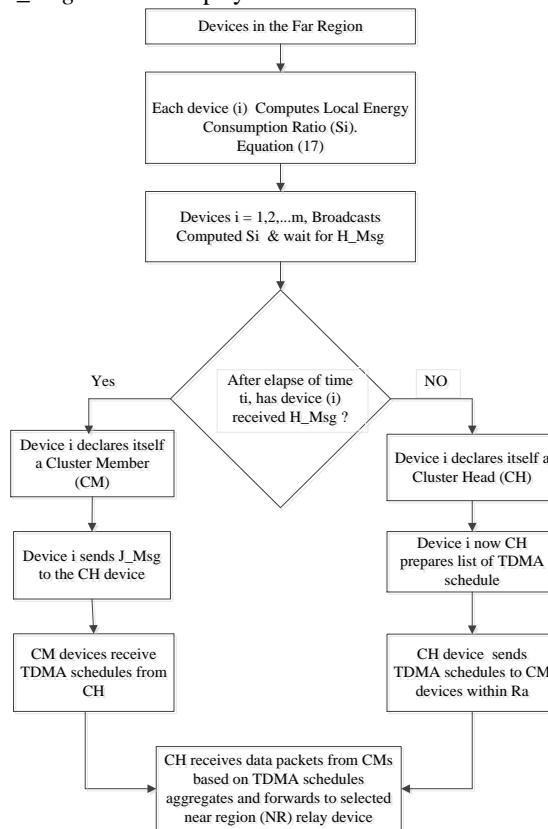 Devices in the Far Region
Each device (i) Computes Local Energy
Consumption Ratio (Si).
Equation (17)
Devices i = 1,2,...m, Broadcasts
Computed Si & wait for H_Msg
After elapse of time
ti, has device (i)
received H_Msg ?
Yes
NO
Device i declares itself
a Cluster Member
(CM)
Device i declares itself a
Cluster Head (CH)
Device i sends J_Msg
to the CH device
Device i now CH
prepares list of TDMA
schedule
CM devices receive
TDMA schedules from
CH
CH device sends
TDMA schedules to CM
devices within Ra
CH receives data packets from CMs
based on TDMA schedules
aggregates and forwards to selected
near region (NR) relay device